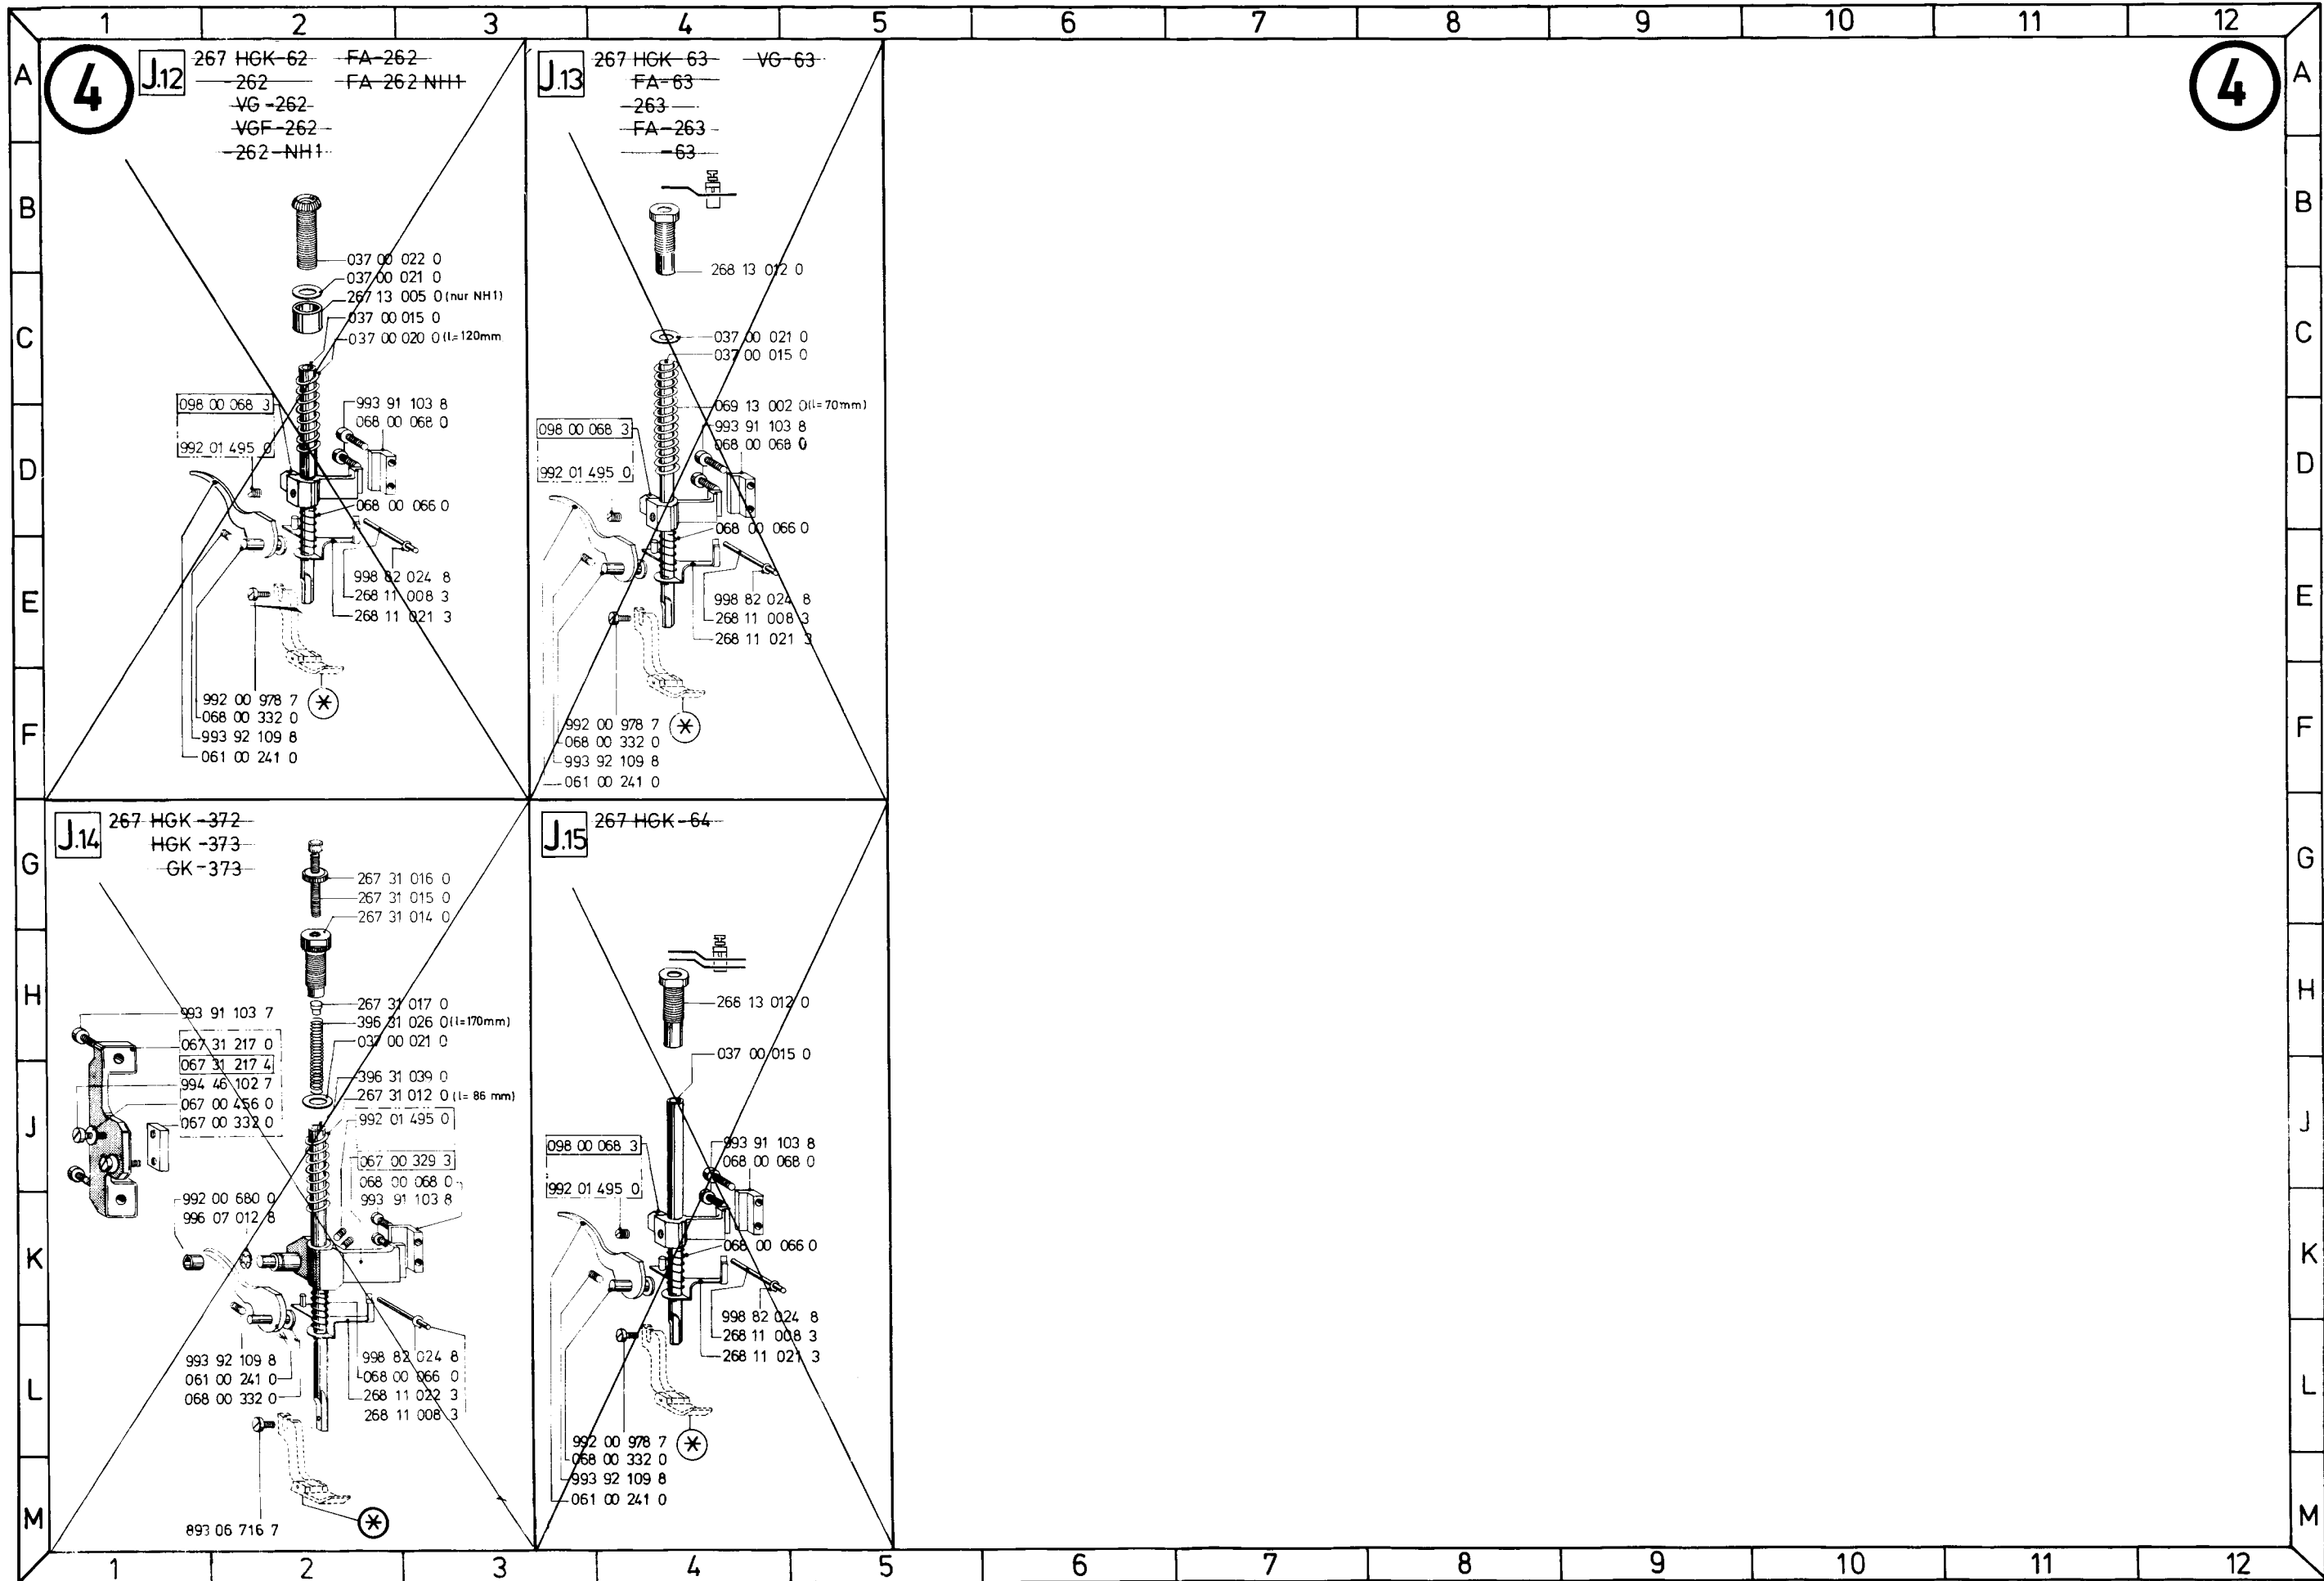 1 2 3 4 5 6 7 8 9 10 11 12
A B C D E F G H J K L M
4
J.12
267 HGK-62 FA-262
-262 FA 262 NH1
VG-262
VGF-262
-262-NH1
037 00 022 0
037 00 021 0
267 13 005 0 (nur NH1)
037 00 015 0
037 00 020 0 (l=120mm
098 00 068 3
992 01 495 0
993 91 103 8
068 00 068 0
068 00 066 0
998 82 024 8
268 11 008 3
268 11 021 3
992 00 978 7
068 00 332 0
993 92 109 8
061 00 241 0
J.13
267 HGK-63 VG-63
FA-63
-263
FA-263
-63
268 13 012 0
037 00 021 0
037 00 015 0
069 13 002 0 (l=70mm)
993 91 103 8
068 00 068 0
098 00 068 3
992 01 495 0
068 00 066 0
998 82 024 8
268 11 008 3
268 11 021 3
992 00 978 7
068 00 332 0
993 92 109 8
061 00 241 0
4
J.14
267 HGK-372
HGK-373
GK-373
267 31 016 0
267 31 015 0
267 31 014 0
267 31 017 0
396 31 026 0 (l=170mm)
037 00 021 0
396 31 039 0
267 31 012 0 (l= 86 mm)
993 91 103 7
067 31 217 0
067 31 217 4
994 46 102 7
067 00 456 0
067 00 332 0
992 01 495 0
067 00 329 3
068 00 068 0
993 91 103 8
992 00 680 0
996 07 012 8
993 92 109 8
061 00 241 0
068 00 332 0
998 82 024 8
068 00 066 0
268 11 022 3
268 11 008 3
893 06 716 7
J.15
267 HGK-64
268 13 012 0
037 00 015 0
098 00 068 3
992 01 495 0
993 91 103 8
068 00 068 0
068 00 066 0
998 82 024 8
268 11 008 3
268 11 021 3
992 00 978 7
068 00 332 0
993 92 109 8
061 00 241 0
A B C D E F G H J K L M
1 2 3 4 5 6 7 8 9 10 11 12